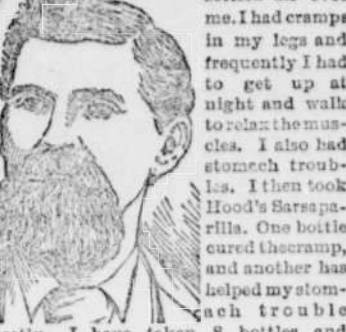 me. I had cramps
in my legs and
frequently I had
to get up at
night and walk
to relax the mus-
cles. I also had
stomech troub-
les. I then took
Hood's Sarsapa-
rilla. One bottle
cured the cramp,
and another has
helped my stom-
ach trouble
I have taken 8 bottles and